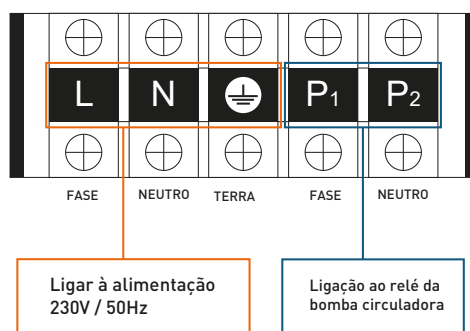 L N P1 P2
FASE NEUTRO TERRA FASE NEUTRO
Ligar à alimentação
230V / 50Hz
Ligação ao relé da
bomba circuladora